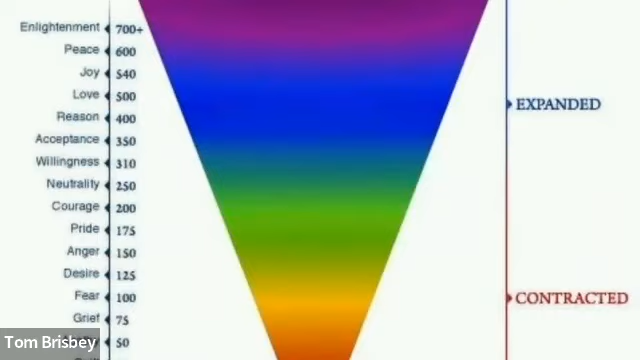 Enlightenment 700+
Peace 600
Joy 540
Love 500
Reason 400
Acceptance 350
Willingness 310
Neutrality 250
Courage 200
Pride 175
Anger 150
Desire 125
Fear 100
Grief 75
50
EXPANDED
CONTRACTED
Tom Brisbey